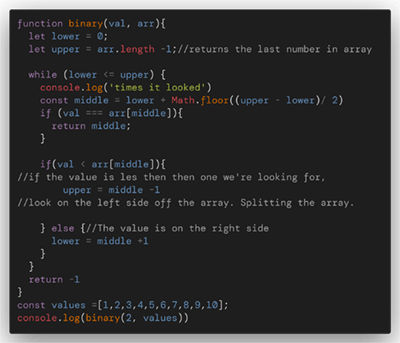 function binary(val, arr){
  let lower = 0;
  let upper = arr.length -1;//returns the last number in array

  while (lower <= upper) {
    console.log('times it looked')
    const middle = lower + Math.floor((upper - lower)/ 2)
    if (val === arr[middle]){
      return middle;
    }

    if(val < arr[middle]){
//if the value is les then then one we're looking for,
        upper = middle -1
//look on the left side off the array. Splitting the array.

    } else {//The value is on the right side
      lower = middle +1
    }
  }
  return -1
}
const values =[1,2,3,4,5,6,7,8,9,10];
console.log(binary(2, values))